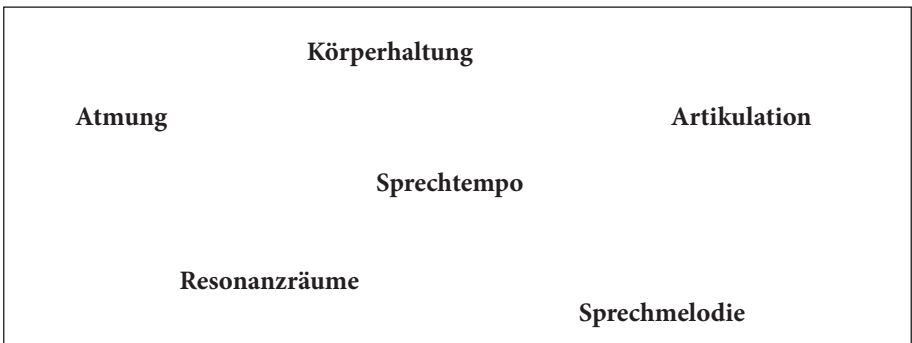 Körperhaltung
Atmung Artikulation
Sprechtempo
Resonanzräume
Sprechmelodie